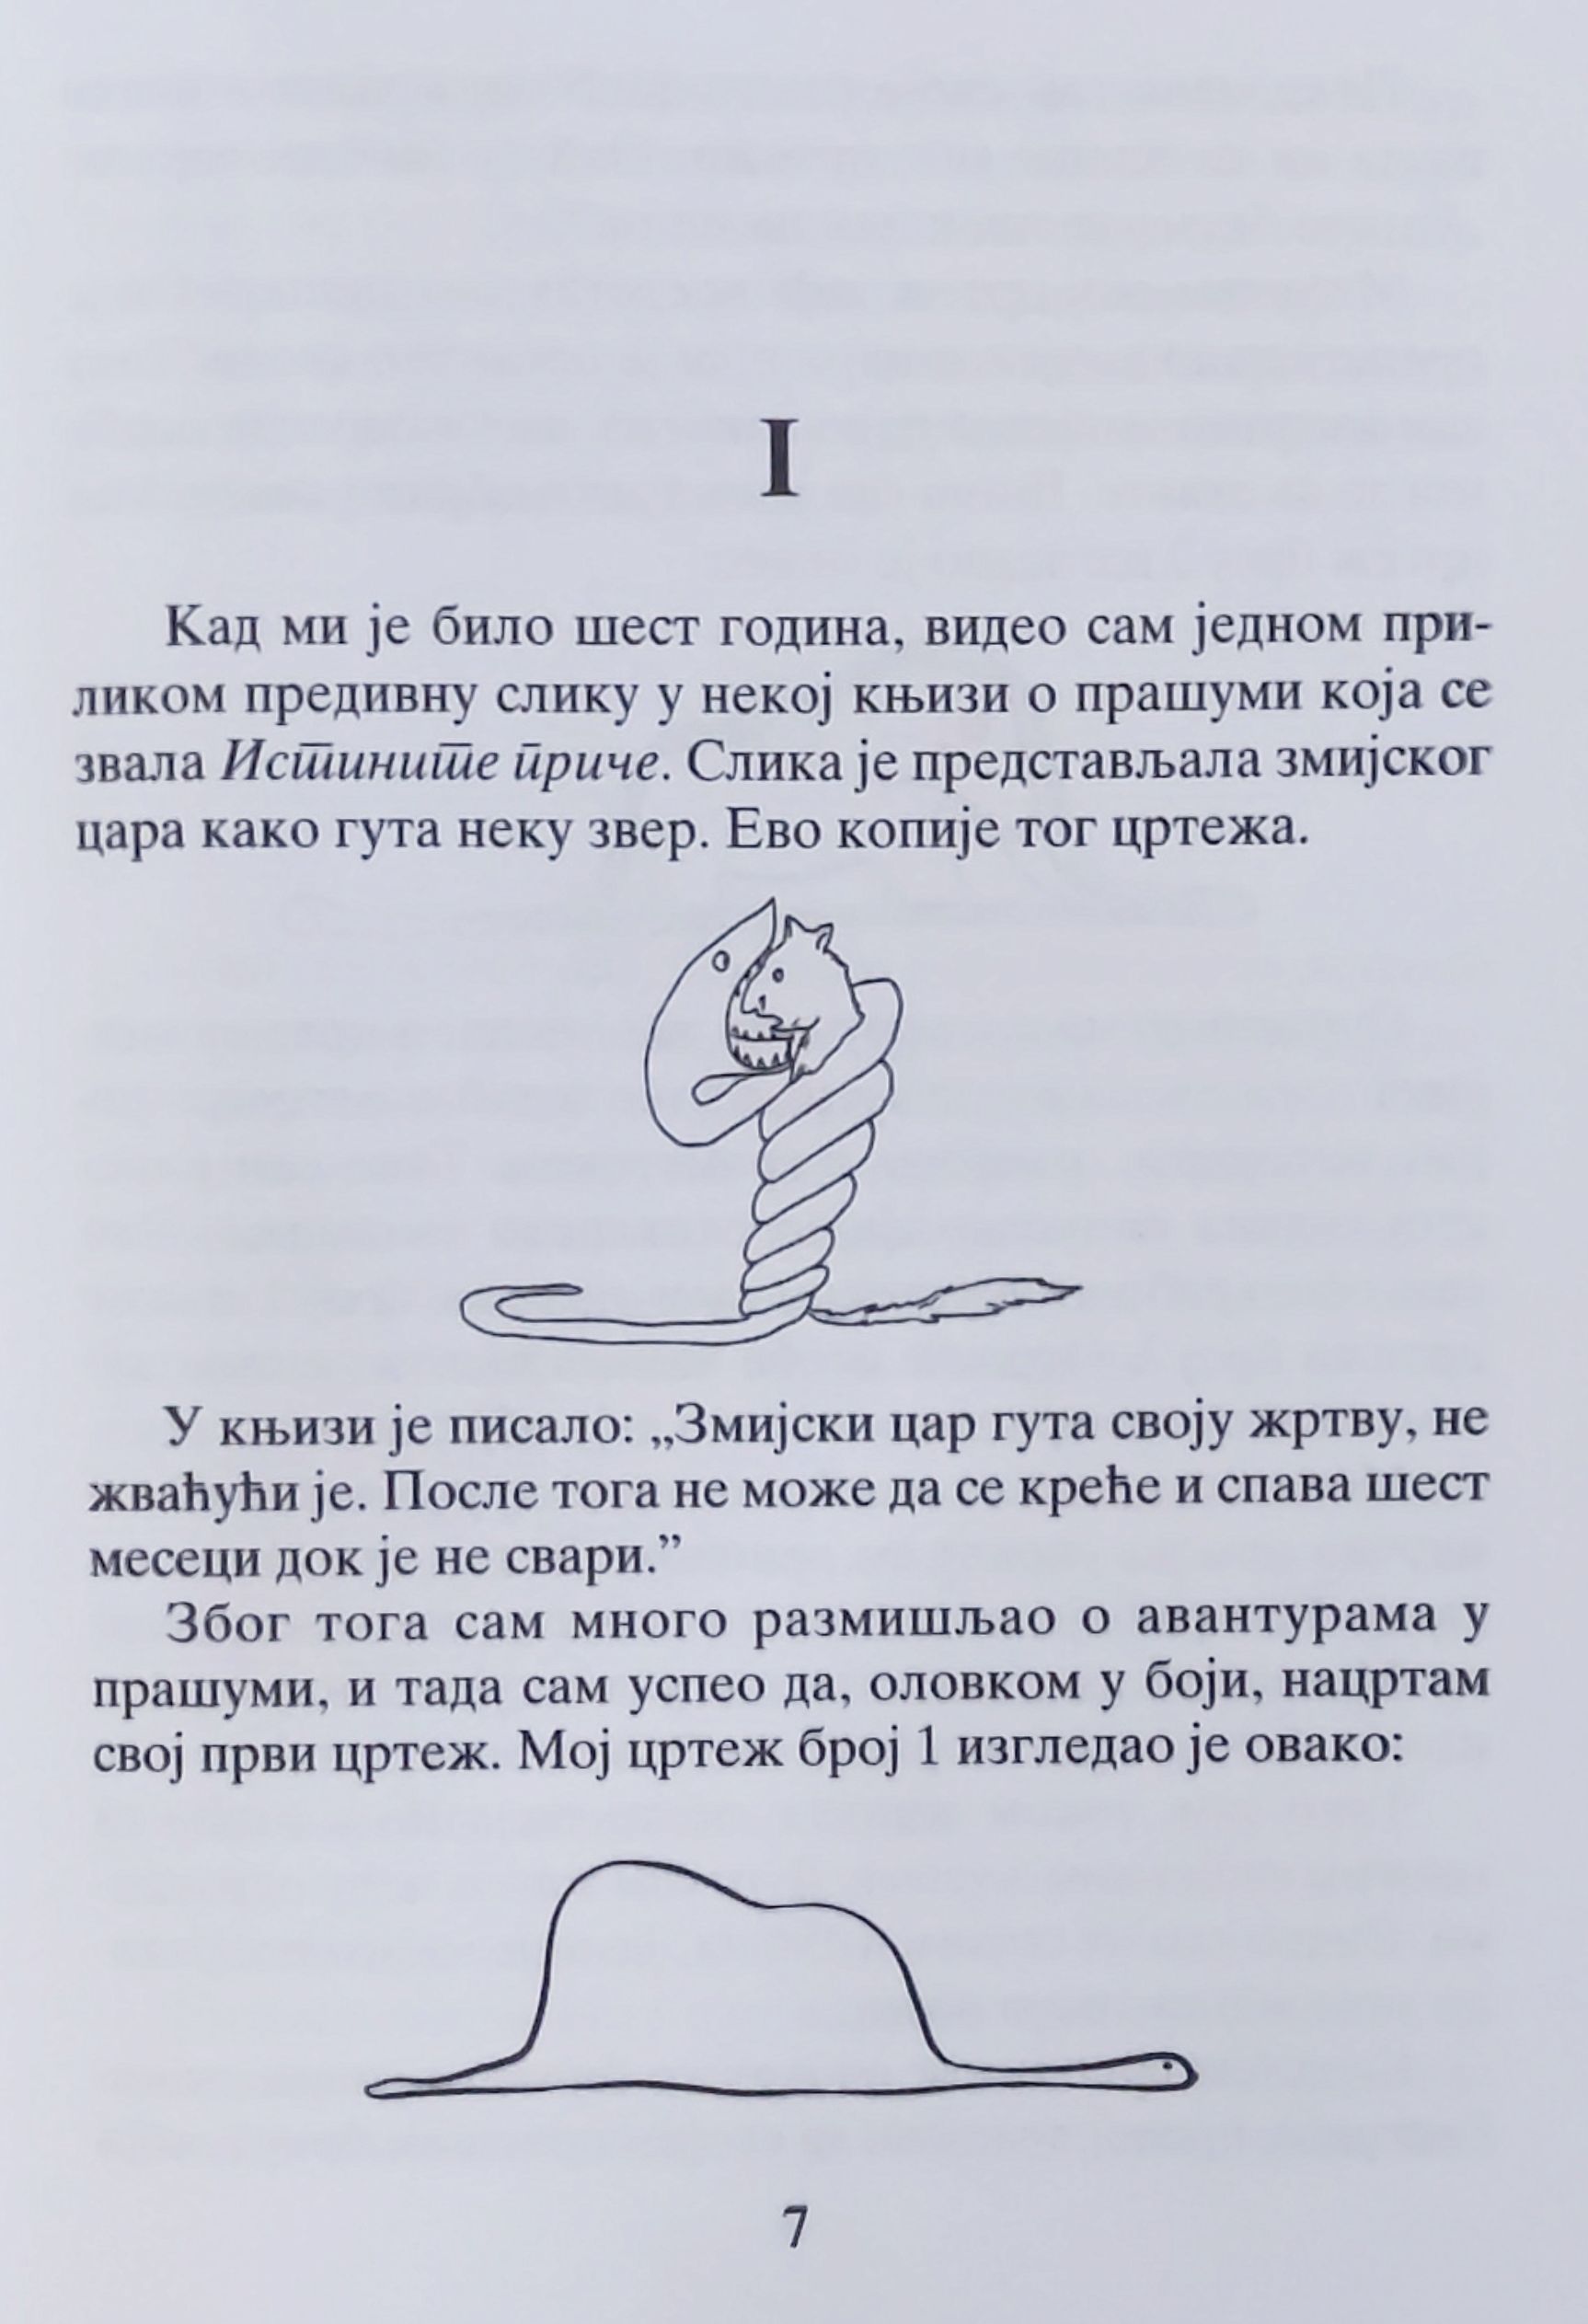 I
Кад ми је било шест година, видео сам једном при-
ликом предивну слику у некој књизи о прашуми која се
звала Истините приче. Слика је представљала змијског
цара како гута неку звер. Ево копије тог цртежа.
У књизи је писало: „Змијски цар гута своју жртву, не
жваћући је. После тога не може да се креће и спава шест
месеци док је не свари.”
Због тога сам много размишљао о авантурама у
прашуми, и тада сам успео да, оловком у боји, нацртам
свој први цртеж. Мој цртеж број 1 изгледао је овако:
7